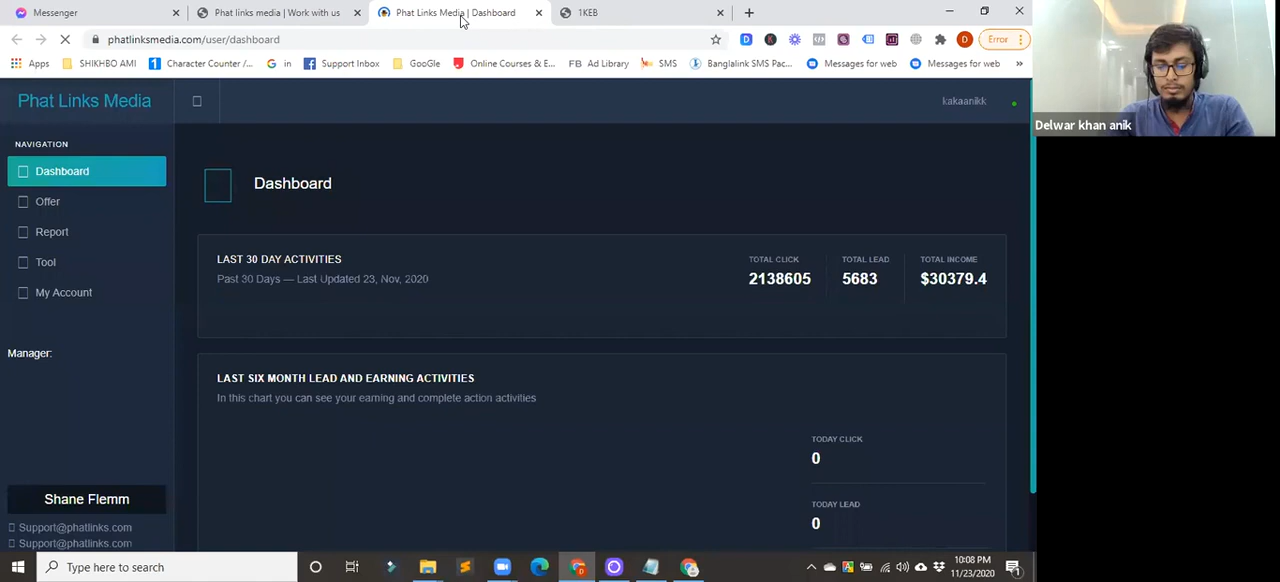 Messenger
Phat links media | Work with us
Phat Links Media | Dashboard
1KEB
phatlinksmedia.com/user/dashboard
Error
Apps
SHIKHBO AMI
Character Counter /...
in
Support Inbox
GooGle
Online Courses & E...
FB Ad Library
SMS
Banglalink SMS Pac...
Messages for web
Messages for web
»
Phat Links Media
kakaanikk
Delwar khan anik
NAVIGATION
Dashboard
Offer
Report
Tool
My Account
Manager:
Shane Flemm
Support@phatlinks.com
Support@phatlinks.com
Dashboard
LAST 30 DAY ACTIVITIES
Past 30 Days — Last Updated 23, Nov, 2020
TOTAL CLICK
2138605
TOTAL LEAD
5683
TOTAL INCOME
$30379.4
LAST SIX MONTH LEAD AND EARNING ACTIVITIES
In this chart you can see your earning and complete action activities
TODAY CLICK
0
TODAY LEAD
0
Type here to search
10:08 PM
11/23/2020